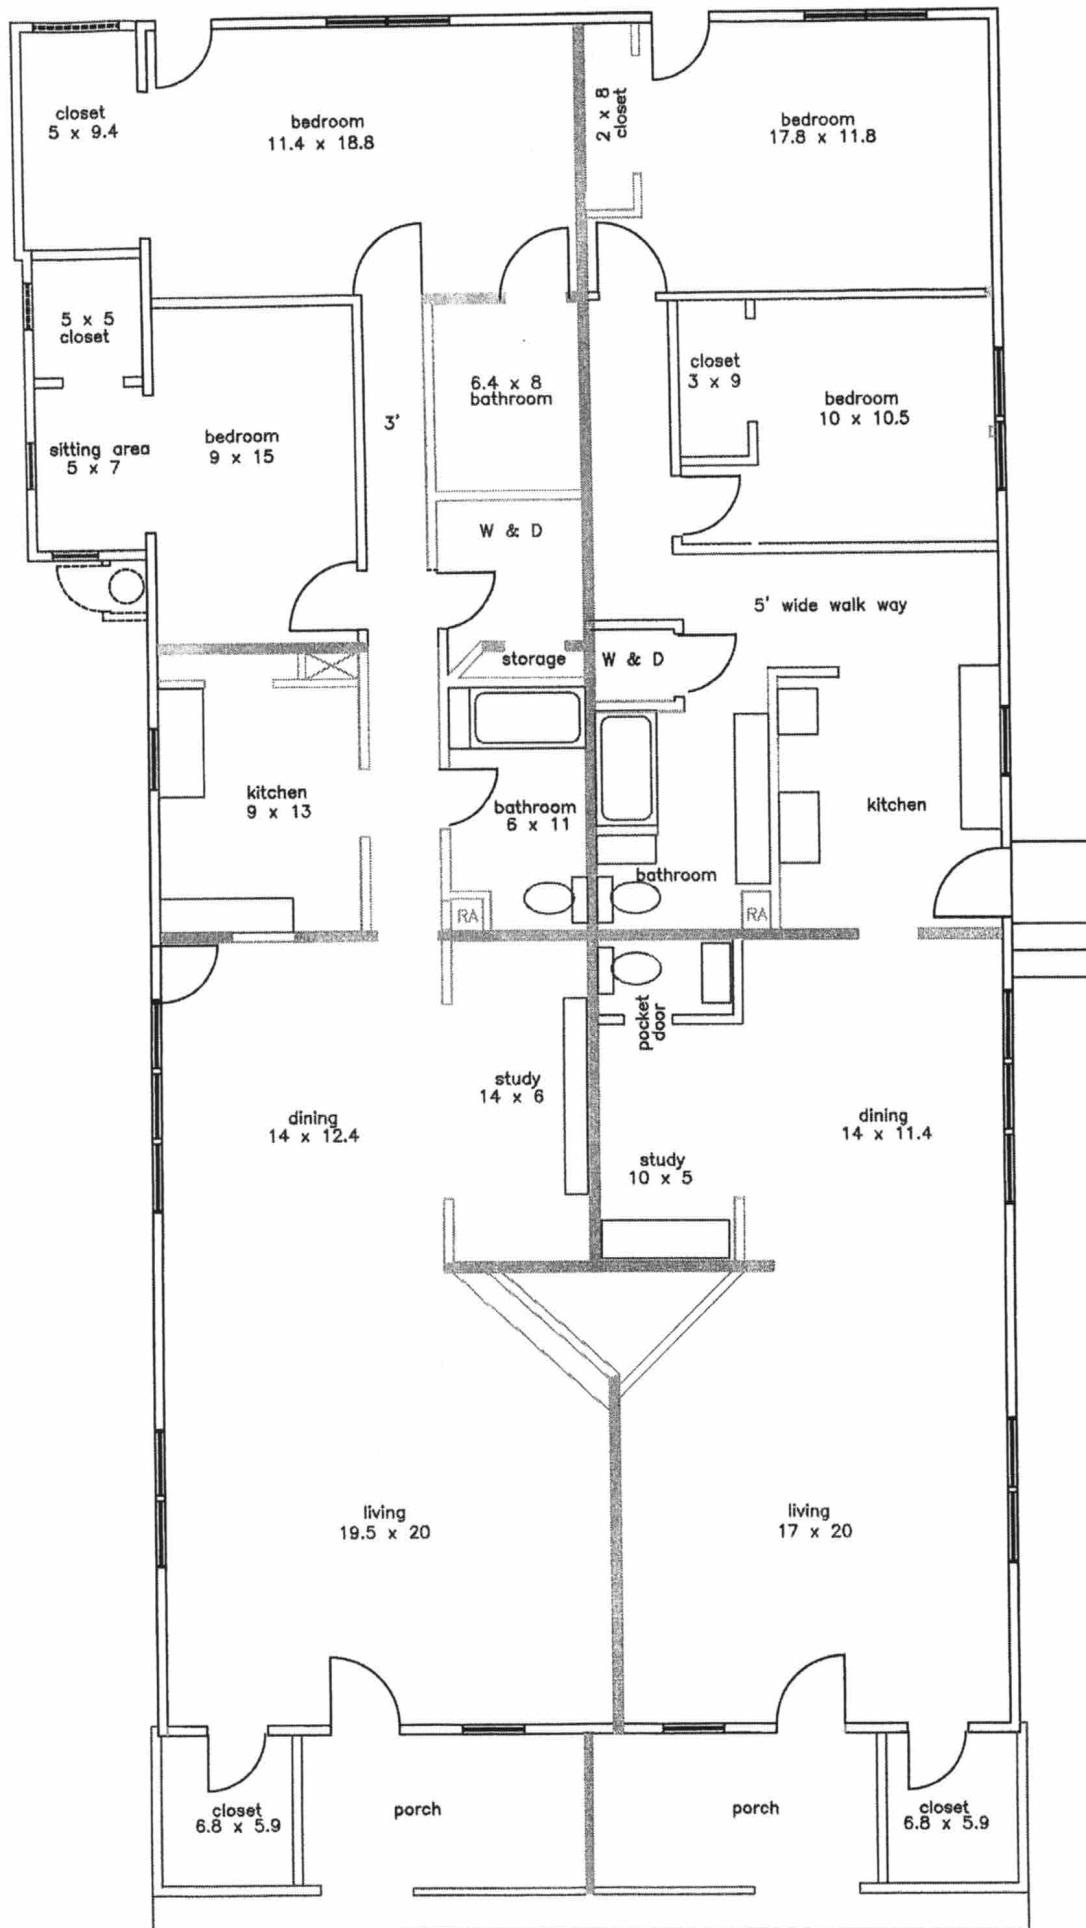 closet
5 x 9.4
bedroom
11.4 x 18.8
2 x 8
closet
bedroom
17.8 x 11.8
5 x 5
closet
sitting area
5 x 7
bedroom
9 x 15
3'
6.4 x 8
bathroom
W & D
closet
3 x 9
bedroom
10 x 10.5
5' wide walk way
storage
W & D
kitchen
9 x 13
bathroom
6 x 11
RA
bathroom
RA
kitchen
pocket
door
study
14 x 6
dining
14 x 12.4
study
10 x 5
dining
14 x 11.4
living
19.5 x 20
living
17 x 20
closet
6.8 x 5.9
porch
porch
closet
6.8 x 5.9